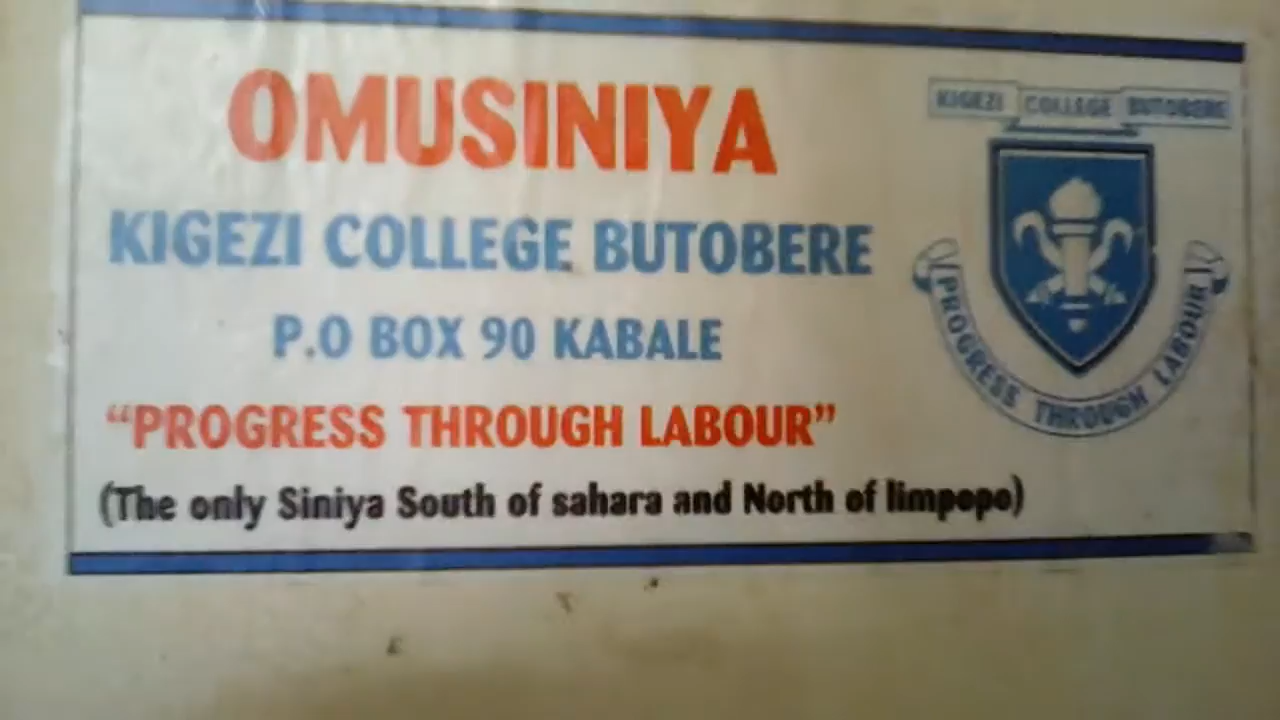 OMUSINIYA
KIGEZI COLLEGE BUTOBERE
P.O BOX 90 KABALE
“PROGRESS THROUGH LABOUR”
(The only Siniya South of sahara and North of limpopo)
KIGEZI COLLEGE BUTOBERE
PROGRESS THROUGH LABOUR